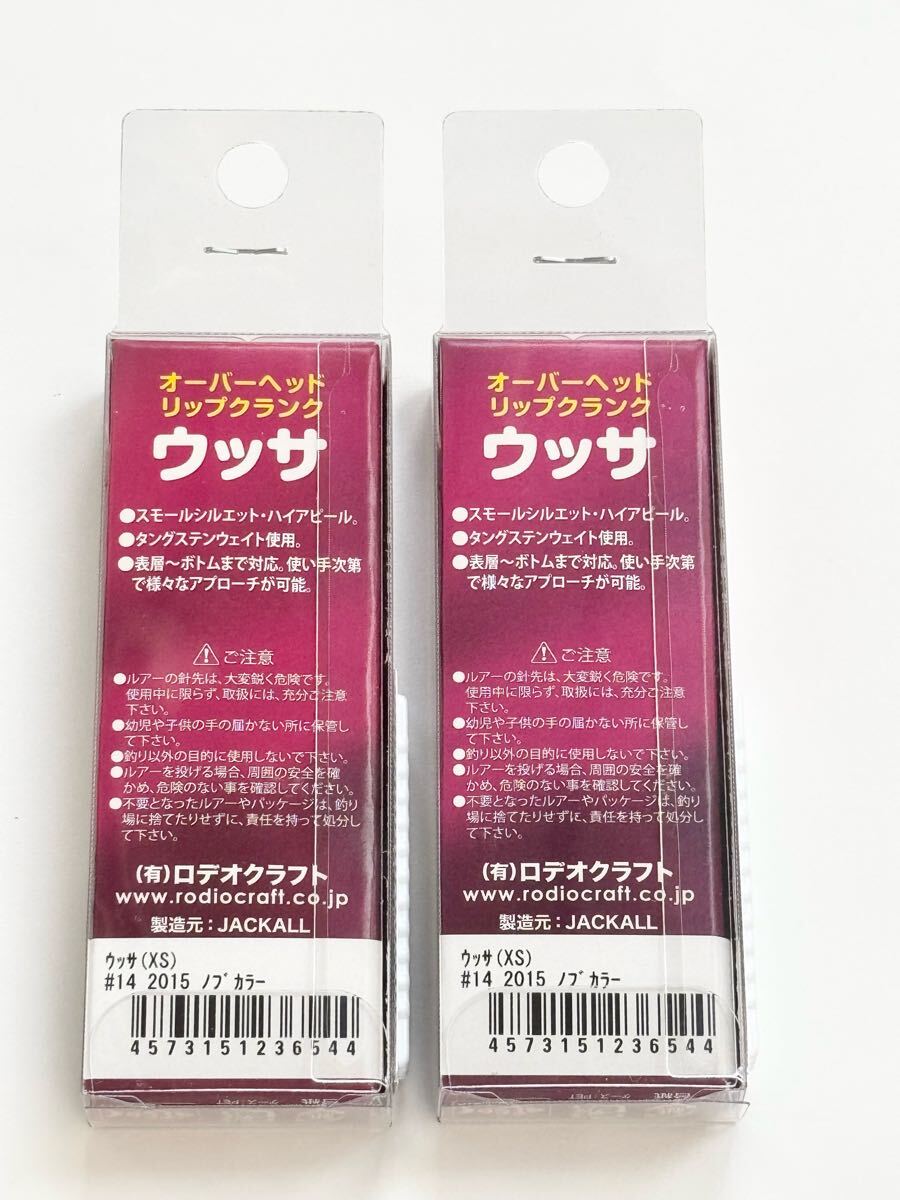 オーバーヘッド
リップクランク
ウッサ
●スモールシルエット・ハイアピール。
●タングステンウェイト使用。
●表層～ボトムまで対応。使い手次第
で様々なアプローチが可能。
⚠ご注意
●ルアーの針先は、大変鋭く危険です。
使用中に限らず、取扱には、充分ご注意
下さい。
●幼児や子供の手の届かない所に保管し
て下さい。
●釣り以外の目的に使用しないで下さい。
●ルアーを投げる場合、周囲の安全を確
かめ、危険のない事を確認してください。
●不要となったルアーやパッケージは、釣り
場に捨てたりせずに、責任を持って処分し
て下さい。
(有)ロデオクラフト
www.rodiocraft.co.jp
製造元：JACKALL
ｳｯｻ(XS)
#14 2015 ﾉﾌﾞｶﾗｰ
4573151236544
オーバーヘッド
リップクランク
ウッサ
●スモールシルエット・ハイアピール。
●タングステンウェイト使用。
●表層～ボトムまで対応。使い手次第
で様々なアプローチが可能。
⚠ご注意
●ルアーの針先は、大変鋭く危険です。
使用中に限らず、取扱には、充分ご注意
下さい。
●幼児や子供の手の届かない所に保管し
て下さい。
●釣り以外の目的に使用しないで下さい。
●ルアーを投げる場合、周囲の安全を確
かめ、危険のない事を確認してください。
●不要となったルアーやパッケージは、釣り
場に捨てたりせずに、責任を持って処分し
て下さい。
(有)ロデオクラフト
www.rodiocraft.co.jp
製造元：JACKALL
ｳｯｻ(XS)
#14 2015 ﾉﾌﾞｶﾗｰ
4573151236544